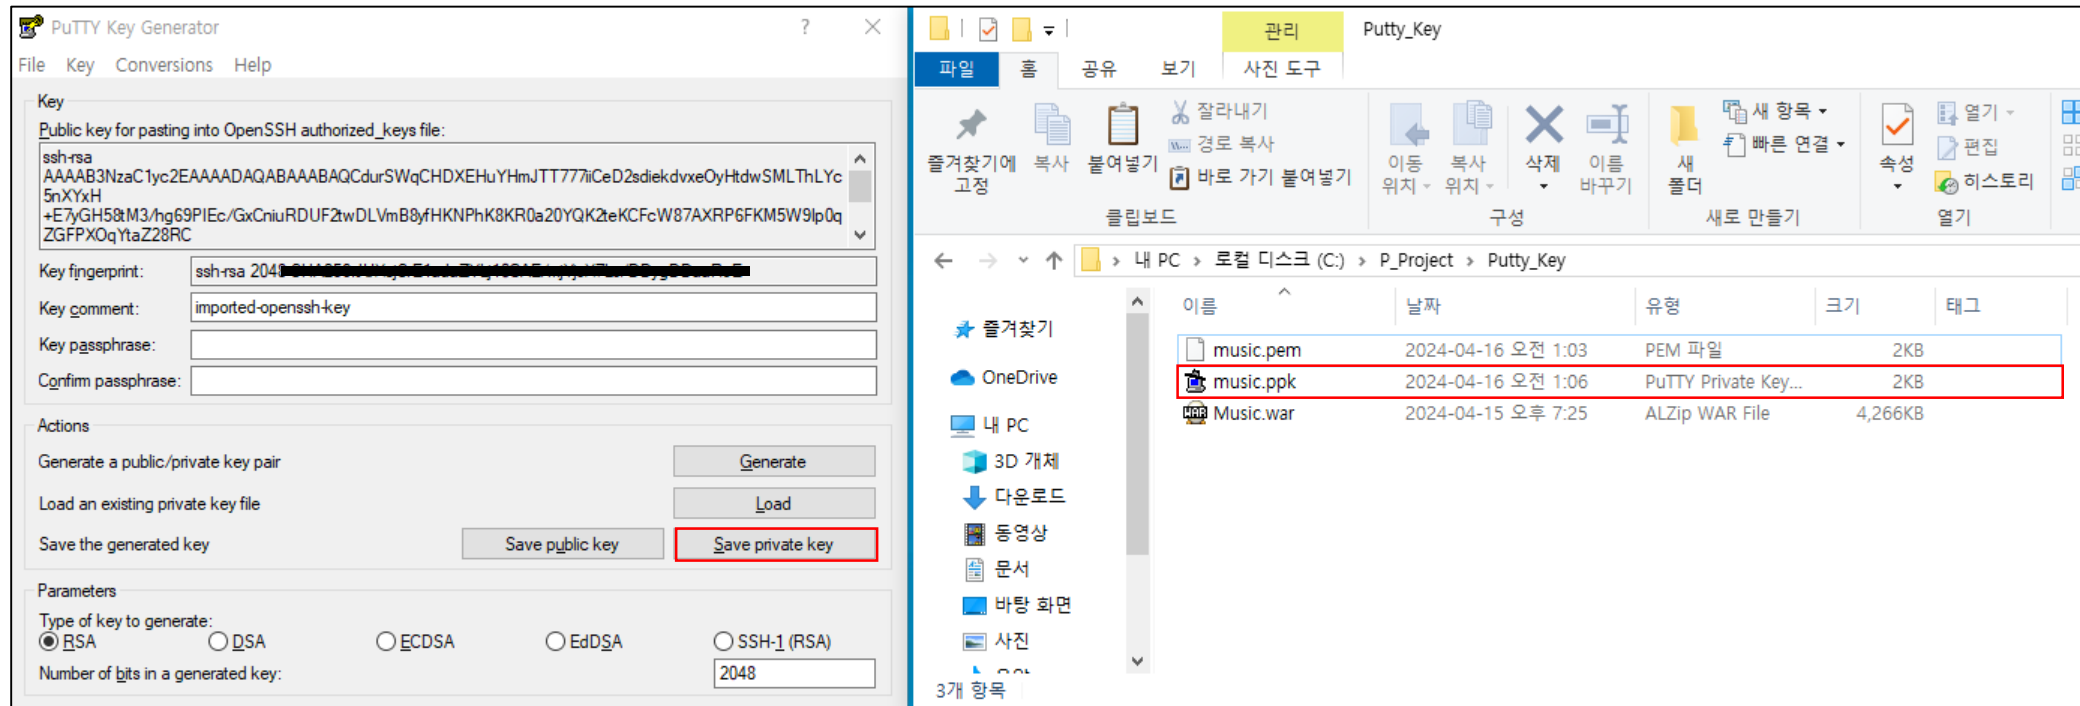 PuTTY Key Generator
?
File Key Conversions Help
Key
Public key for pasting into OpenSSH authorized_keys file:
ssh-rsa
AAAAB3NzaC1yc2EAAAADAQABAAABAQCdurSWqCHDXEHuYHmJTT777iiCeD2sdiekdvxeOyHtdwSMLThLYc
5nXYxH
+E7yGH58tM3/hg69PIEc/GxCniuRDUF2twDLVmB8yfHKNPhK8KR0a20YQK2teKCFcW87AXRP6FKM5W9Ip0q
ZGFPXOqYtaZ28RC
Key fingerprint: ssh-rsa 2048
Key comment: imported-openssh-key
Key passphrase:
Confirm passphrase:
Actions
Generate a public/private key pair Generate
Load an existing private key file Load
Save the generated key Save public key Save private key
Parameters
Type of key to generate:
RSA DSA ECDSA EdDSA SSH-1 (RSA)
Number of bits in a generated key: 2048
관리 Putty_Key
파일 홈 공유 보기 사진 도구
즐겨찾기에 고정
복사
붙여넣기
잘라내기
경로 복사
바로 가기 붙여넣기
클립보드
이동 위치
복사 위치
삭제
이름 바꾸기
구성
새 폴더
새 항목
빠른 연결
새로 만들기
속성
열기
편집
히스토리
열기
내 PC > 로컬 디스크 (C:) > P_Project > Putty_Key
즐겨찾기
OneDrive
내 PC
3D 개체
다운로드
동영상
문서
바탕 화면
사진
이름 날짜 유형 크기 태그
music.pem 2024-04-16 오전 1:03 PEM 파일 2KB
music.ppk 2024-04-16 오전 1:06 PuTTY Private Key... 2KB
Music.war 2024-04-15 오후 7:25 ALZip WAR File 4,266KB
3개 항목